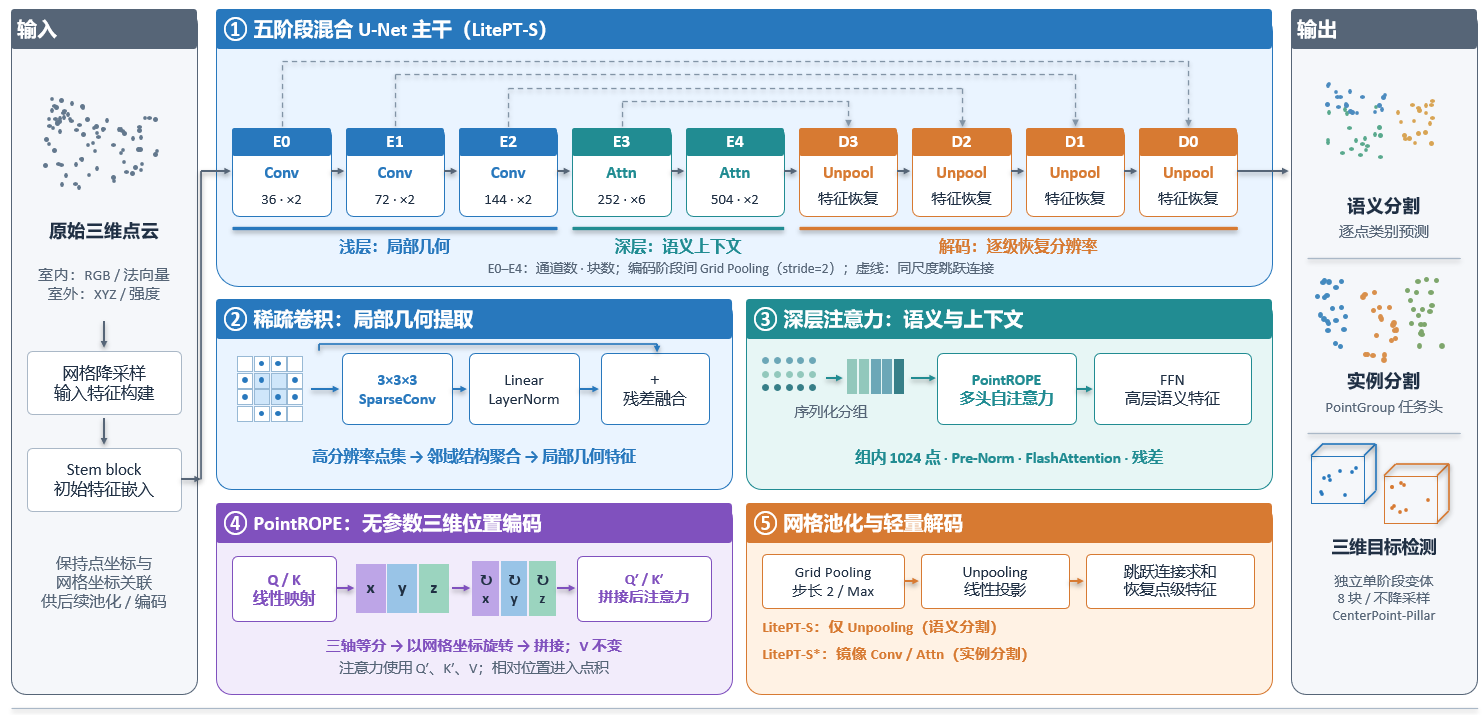 输入
原始三维点云
室内：RGB / 法向量
室外：XYZ / 强度
网格降采样
输入特征构建
Stem block
初始特征嵌入
保持点坐标与
网格坐标关联
供后续池化 / 编码
① 五阶段混合 U-Net 主干（LitePT-S）
E0 E1 E2 E3 E4 D3 D2 D1 D0
Conv Conv Conv Attn Attn Unpool Unpool Unpool Unpool
36 · ×2 72 · ×2 144 · ×2 252 · ×6 504 · ×2 特征恢复 特征恢复 特征恢复 特征恢复
浅层：局部几何 深层：语义上下文 解码：逐级恢复分辨率
E0–E4：通道数 · 块数；编码阶段间 Grid Pooling（stride=2）；虚线：同尺度跳跃连接
② 稀疏卷积：局部几何提取
3×3×3
SparseConv
Linear
LayerNorm
+
残差融合
高分辨率点集 → 邻域结构聚合 → 局部几何特征
③ 深层注意力：语义与上下文
序列化分组
PointROPE
多头自注意力
FFN
高层语义特征
组内 1024 点 · Pre-Norm · FlashAttention · 残差
④ PointROPE：无参数三维位置编码
Q / K
线性映射
x y z
↻ ↻ ↻
x y z
Q′ / K′
拼接后注意力
三轴等分 → 以网格坐标旋转 → 拼接；V 不变
注意力使用 Q′、K′、V；相对位置进入点积
⑤ 网格池化与轻量解码
Grid Pooling
步长 2 / Max
Unpooling
线性投影
跳跃连接求和
恢复点级特征
LitePT-S：仅 Unpooling（语义分割）
LitePT-S*：镜像 Conv / Attn（实例分割）
输出
语义分割
逐点类别预测
实例分割
PointGroup 任务头
三维目标检测
独立单阶段变体
8 块 / 不降采样
CenterPoint-Pillar